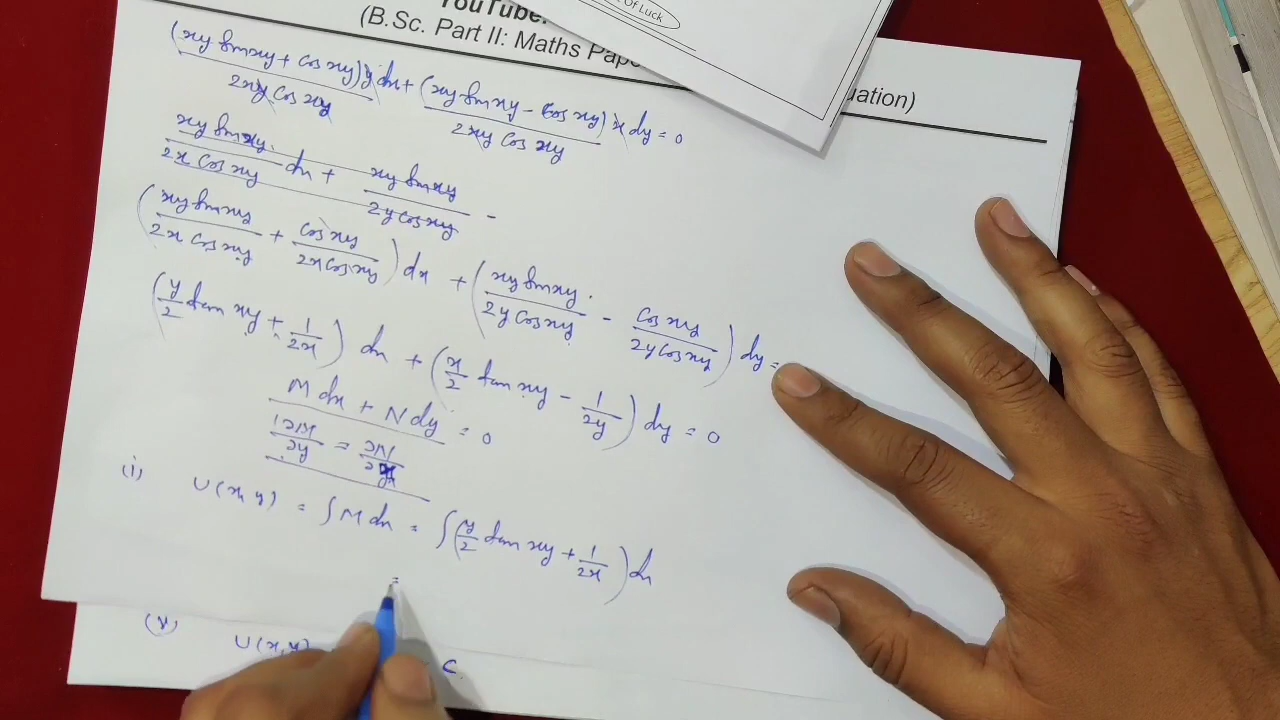 Of Luck
YouTube:
(B.Sc. Part II: Maths Pape
uation)
(xy sin xy + cos xy) y dx / 2xy cos xy + (xy sin xy - cos xy) x dy / 2xy cos xy = 0
xy sin xy / 2x cos xy dx + xy sin xy / 2y cos xy -
(xy sin xy / 2x cos xy + cos xy / 2x cos xy) dx + (xy sin xy / 2y cos xy - cos xy / 2y cos xy) dy =
(y/2 tan xy + 1/2x) dx + (x/2 tan xy - 1/2y) dy = 0
M dx + N dy = 0
∂M/∂y = ∂N/∂x
(i) U(x, y) = ∫ M dx = ∫ (y/2 tan xy + 1/2x) dx
=
(v) U(x, y) c